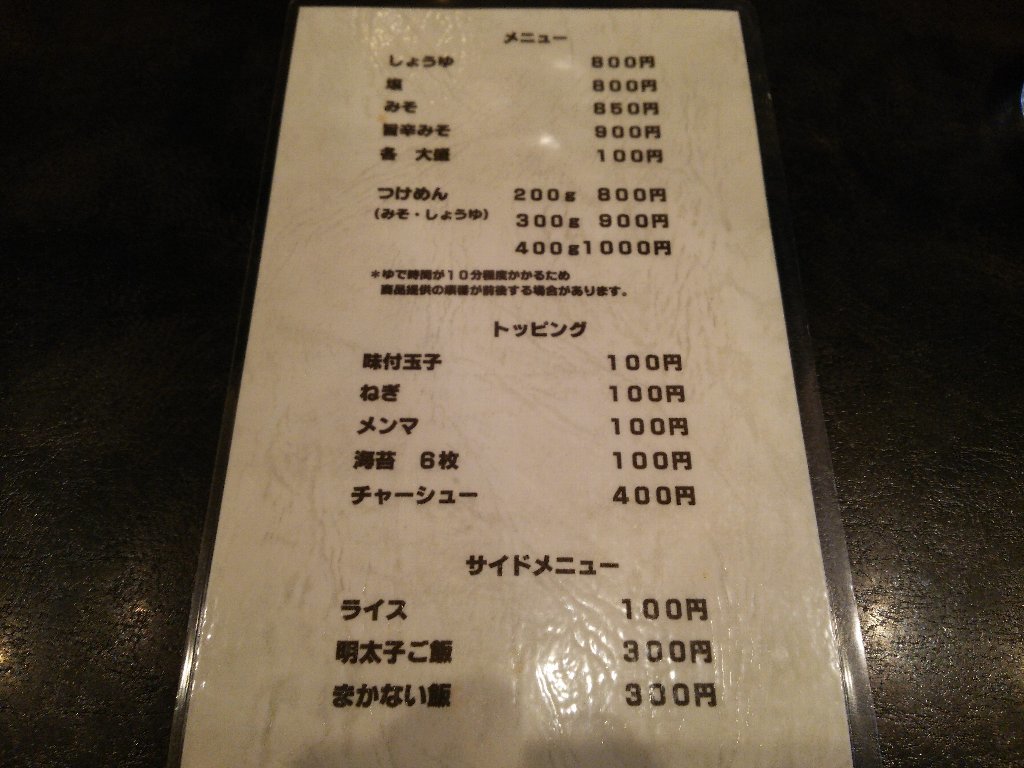 メニュー
しょうゆ　８００円
塩　８００円
みそ　８５０円
旨辛みそ　９００円
各　大盛　１００円
つけめん　２００ｇ　８００円
（みそ・しょうゆ）　３００ｇ　９００円
４００ｇ１０００円
＊ゆで時間が１０分程度かかるため
商品提供の順番が前後する場合があります。
トッピング
味付玉子　１００円
ねぎ　１００円
メンマ　１００円
海苔　６枚　１００円
チャーシュー　４００円
サイドメニュー
ライス　１００円
明太子ご飯　３００円
まかない飯　３００円